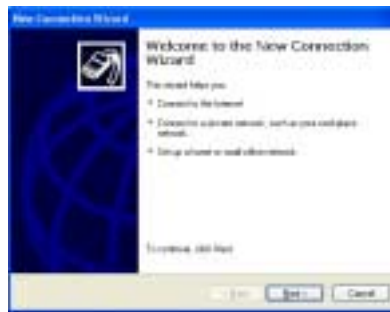 New Connection Wizard
Welcome to the New Connection
Wizard
This wizard helps you:
* Connect to the Internet
* Connect to a private network, such as your workplace
network.
* Set up a home or small office network.
To continue, click Next.
Next >
Cancel